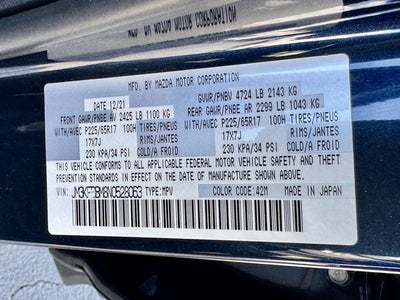 MFD. BY MAZDA MOTOR CORPORATION
DATE 12/21 GVWR/PNBV 4724 LB 2143 KG
FRONT GAWR/PNBE AV 2425 LB 1100 KG REAR GAWR/PNBE AR 2299 LB 1043 KG
WITH/AVEC P225/65R17 100H TIRES/PNEUS WITH/AVEC P225/65R17 100H TIRES/PNEUS
17X7J RIMS/JANTES 17X7J RIMS/JANTES
230 KPA/34 PSI COLD/A FROID 230 KPA/34 PSI COLD/A FROID
THIS VEHICLE CONFORMS TO ALL APPLICABLE FEDERAL MOTOR VEHICLE SAFETY AND THEFT
PREVENTION STANDARDS IN EFFECT ON THE DATE OF MANUFACTURE SHOWN ABOVE.
TYPE:MPV COLOR-CODE:42M MADE IN JAPAN